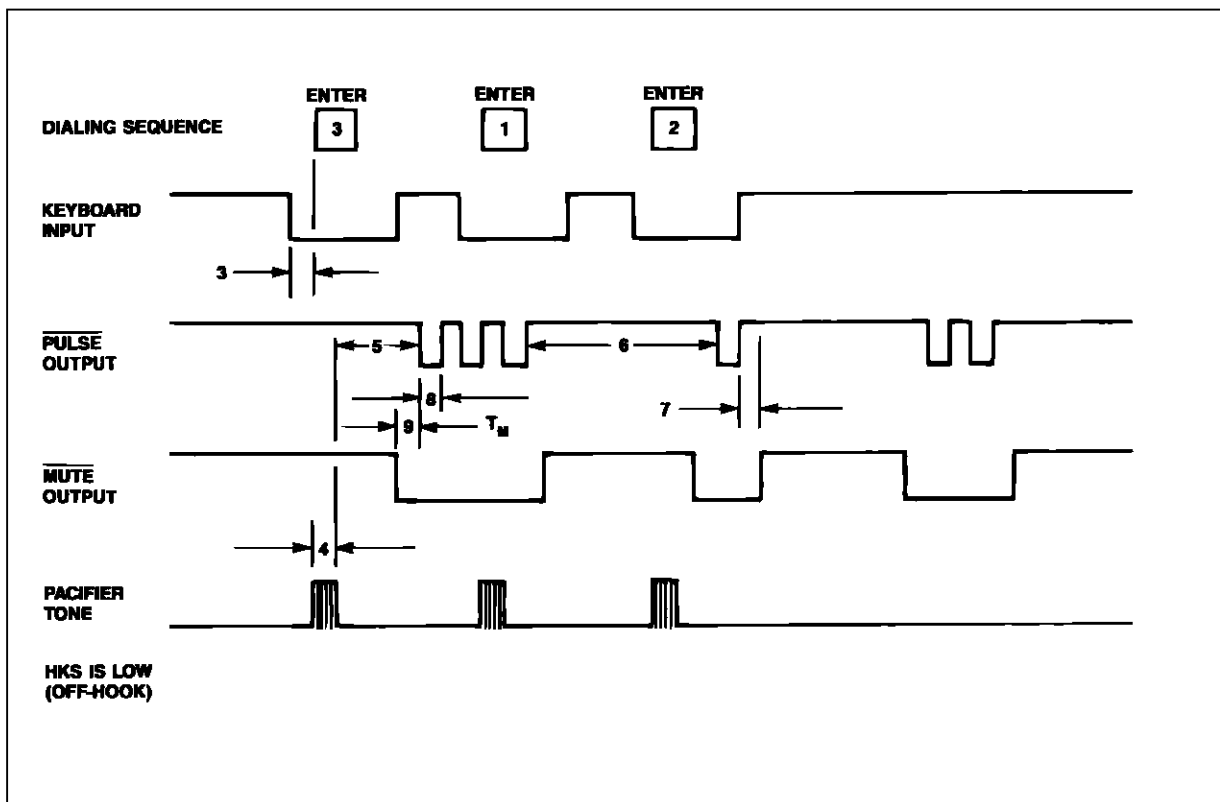 ENTER ENTER ENTER
DIALING SEQUENCE 3 1 2
KEYBOARD
INPUT
3
PULSE
OUTPUT
5 6
8 7
9 T_M
MUTE
OUTPUT
4
PACIFIER
TONE
HKS IS LOW
(OFF-HOOK)